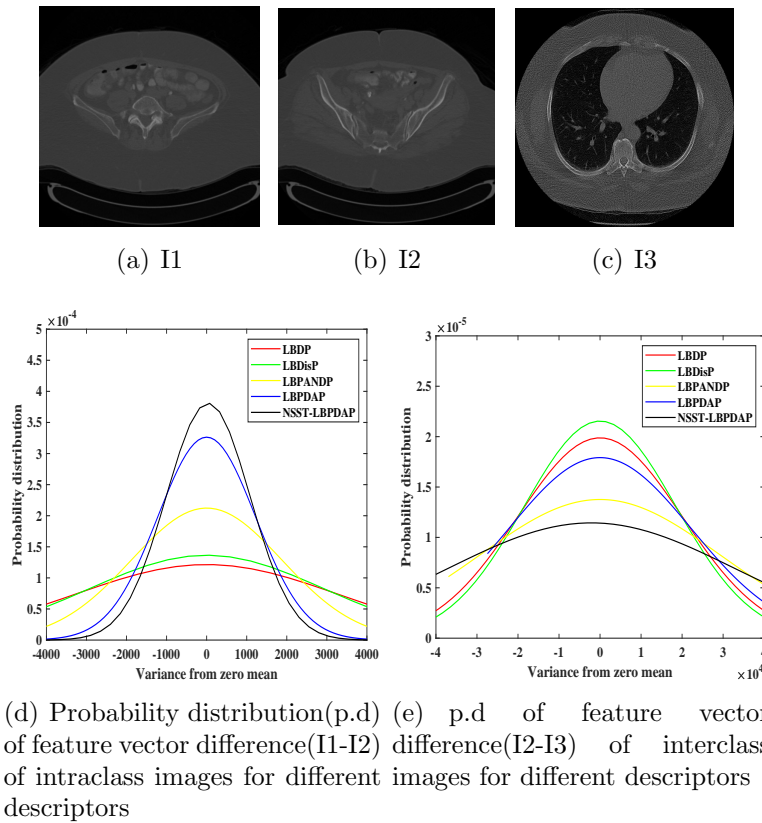 (a) I1
(b) I2
(c) I3
×10^-4
5
4.5
4
3.5
3
2.5
2
1.5
1
0.5
0
Probability distribution
LBDP
LBDisP
LBPANDP
LBPDAP
NSST-LBPDAP
-4000 -3000 -2000 -1000 0 1000 2000 3000 4000
Variance from zero mean
×10^-5
3
2.5
2
1.5
1
0.5
0
Probability distribution
LBDP
LBDisP
LBPANDP
LBPDAP
NSST-LBPDAP
-4 -3 -2 -1 0 1 2 3 4
Variance from zero mean
×10^4
(d) Probability distribution(p.d)
of feature vector difference(I1-I2)
of intraclass images for different
descriptors
(e) p.d of feature vector
difference(I2-I3) of interclass
images for different descriptors